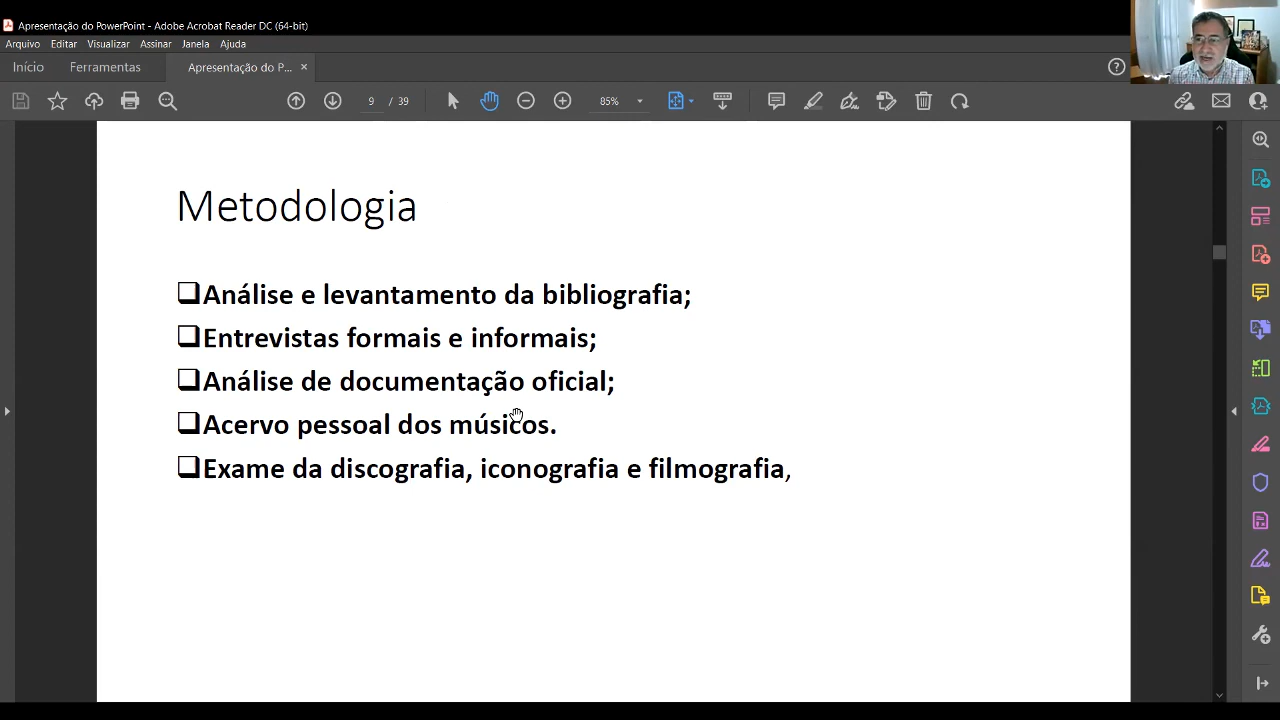 Apresentação do PowerPoint - Adobe Acrobat Reader DC (64-bit)
Arquivo Editar Visualizar Assinar Janela Ajuda
Início Ferramentas Apresentação do P... ×
9 / 39 85%
Metodologia
❑Análise e levantamento da bibliografia;
❑Entrevistas formais e informais;
❑Análise de documentação oficial;
❑Acervo pessoal dos músicos.
❑Exame da discografia, iconografia e filmografia,